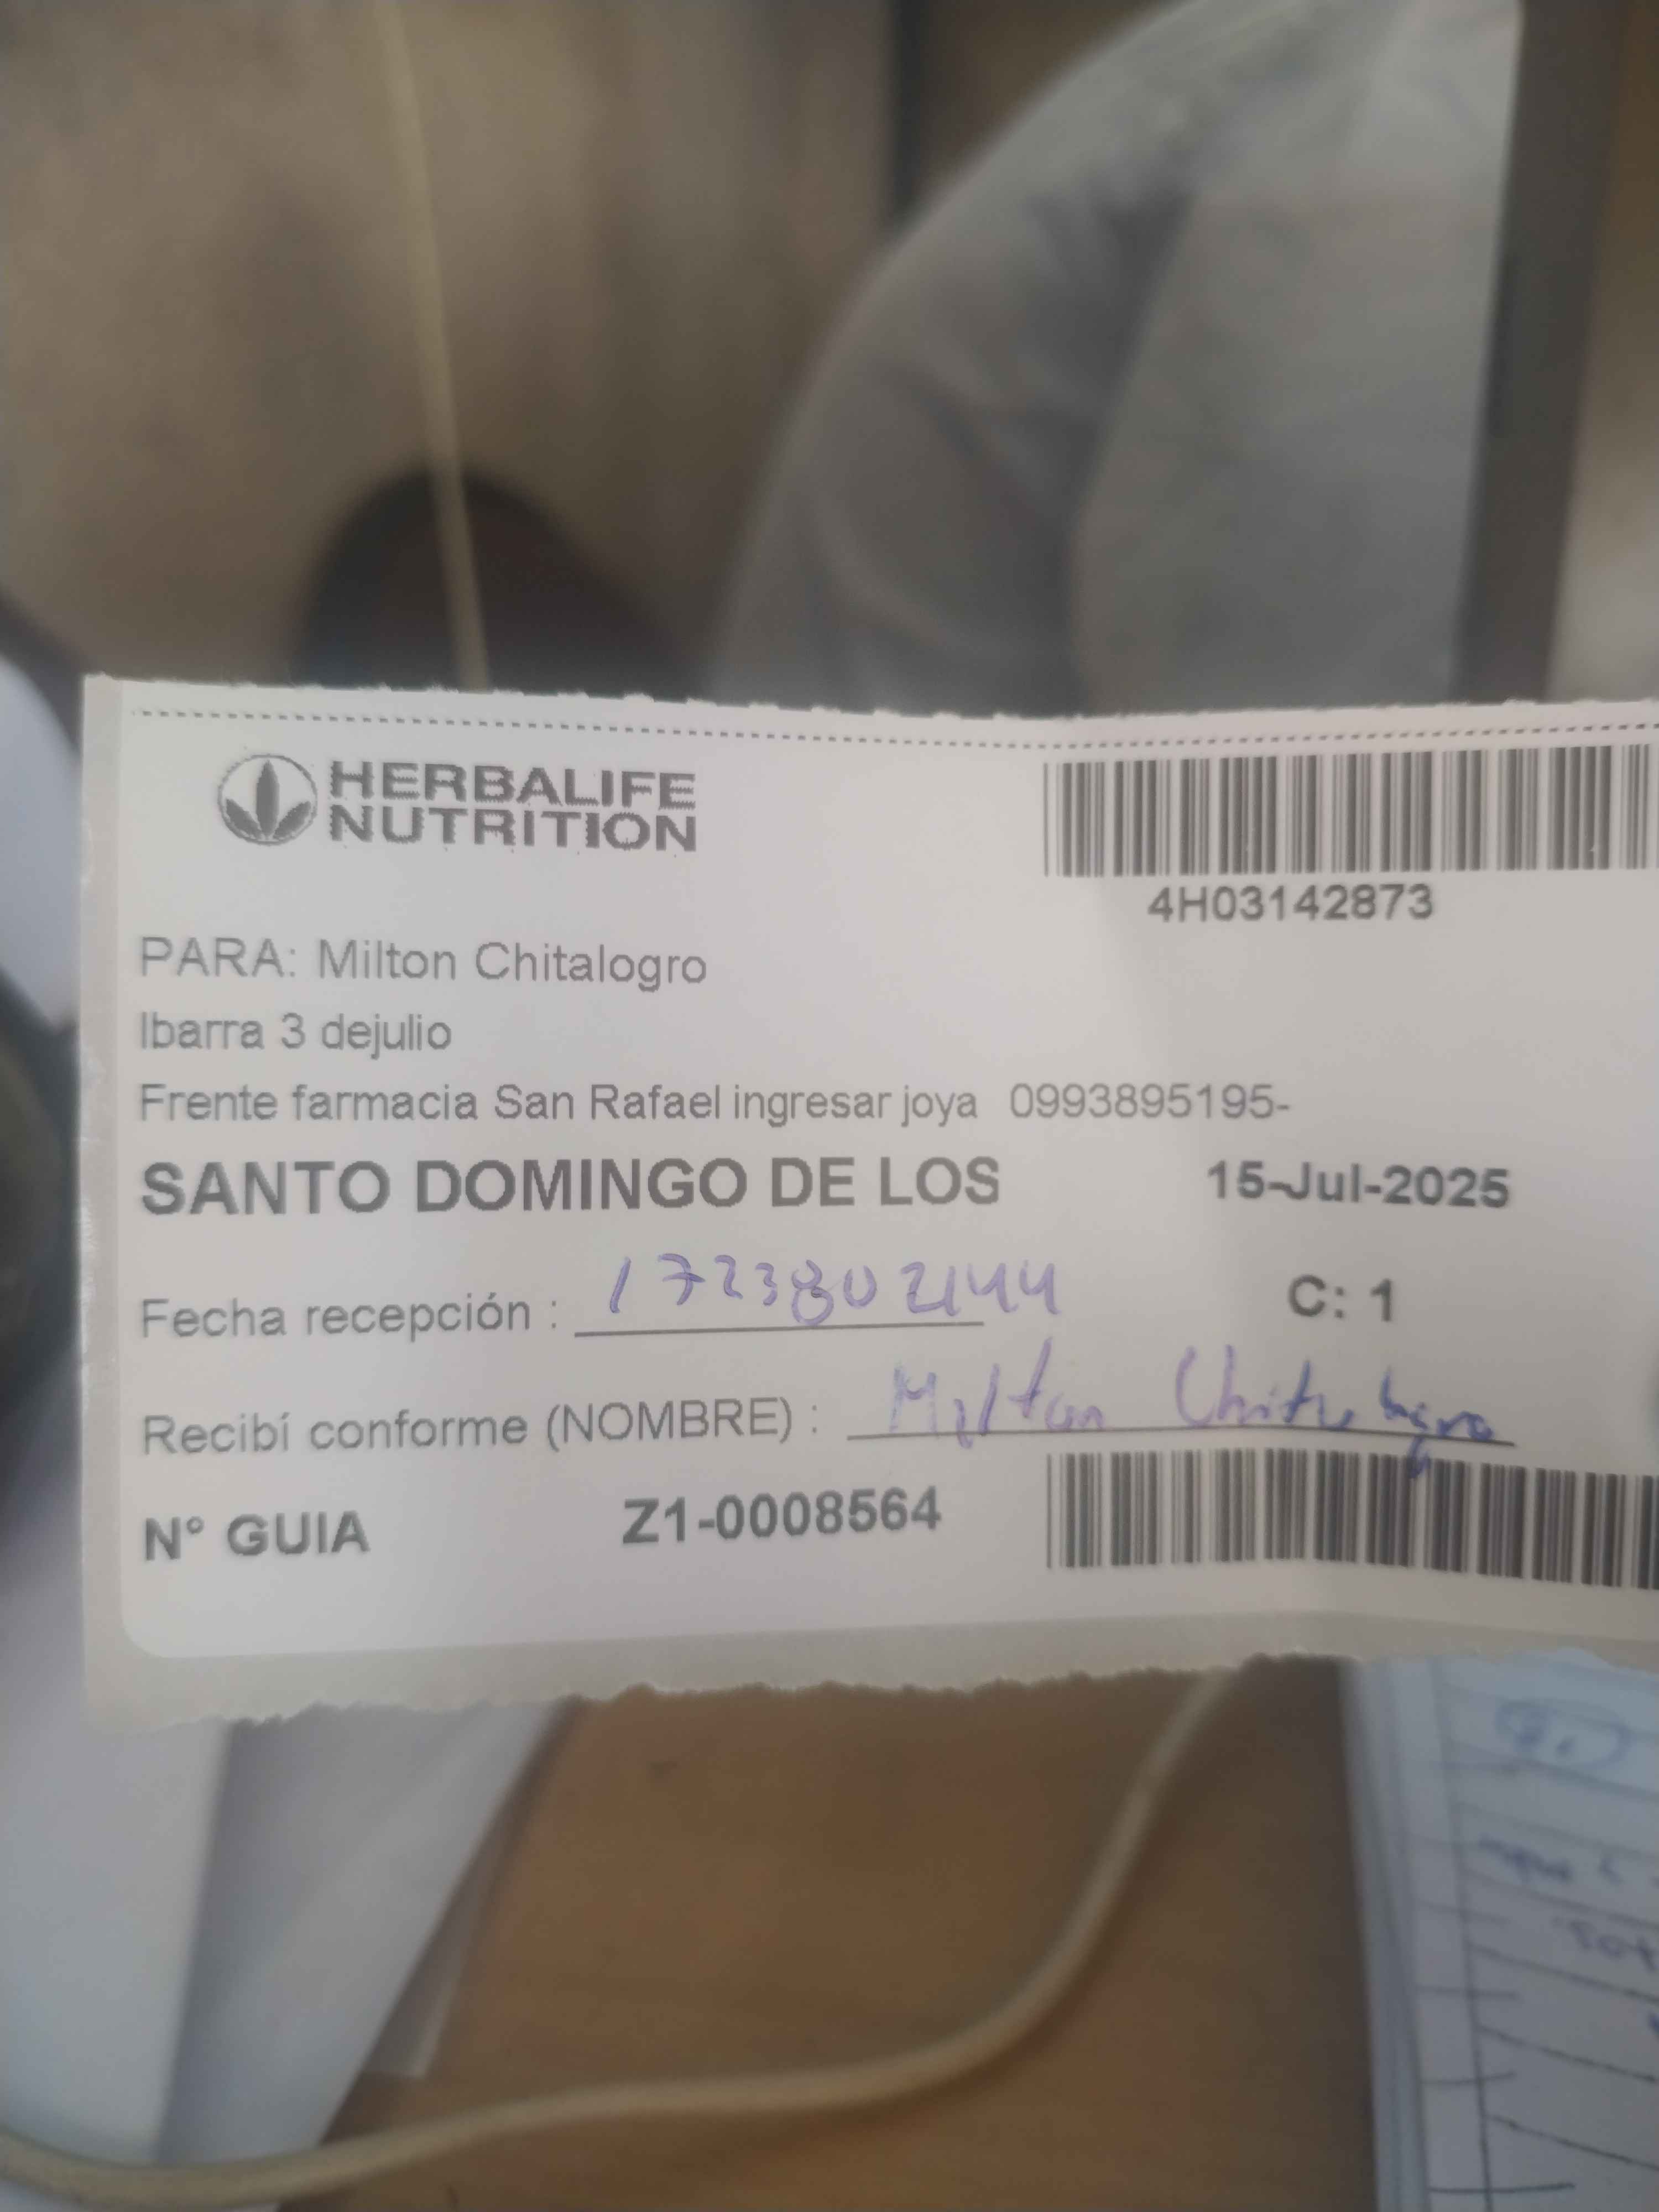 HERBALIFE
NUTRITION
4H03142873
PARA: Milton Chitalogro
Ibarra 3 dejulio
Frente farmacia San Rafael ingresar joya 0993895195-
SANTO DOMINGO DE LOS 15-Jul-2025
Fecha recepción : 1723802144
C: 1
Recibí conforme (NOMBRE) : Milton
N° GUIA Z1-0008564